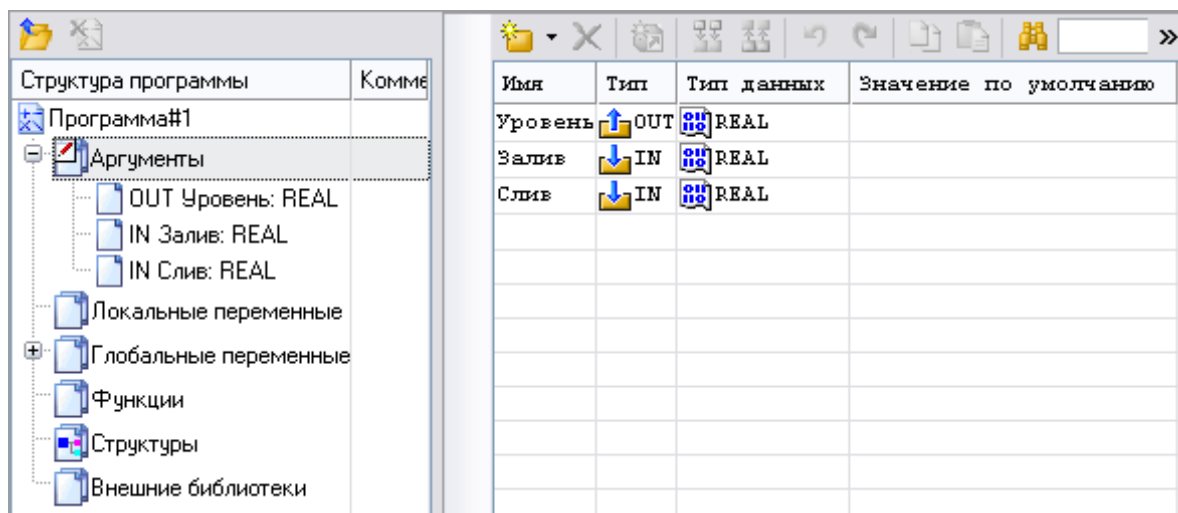 Структура программы Комме
Программа#1
Аргументы
OUT Уровень: REAL
IN Залив: REAL
IN Слив: REAL
Локальные переменные
Глобальные переменные
Функции
Структуры
Внешние библиотеки
»
Имя Тип Тип данных Значение по умолчанию
Уровень OUT REAL
Залив IN REAL
Слив IN REAL